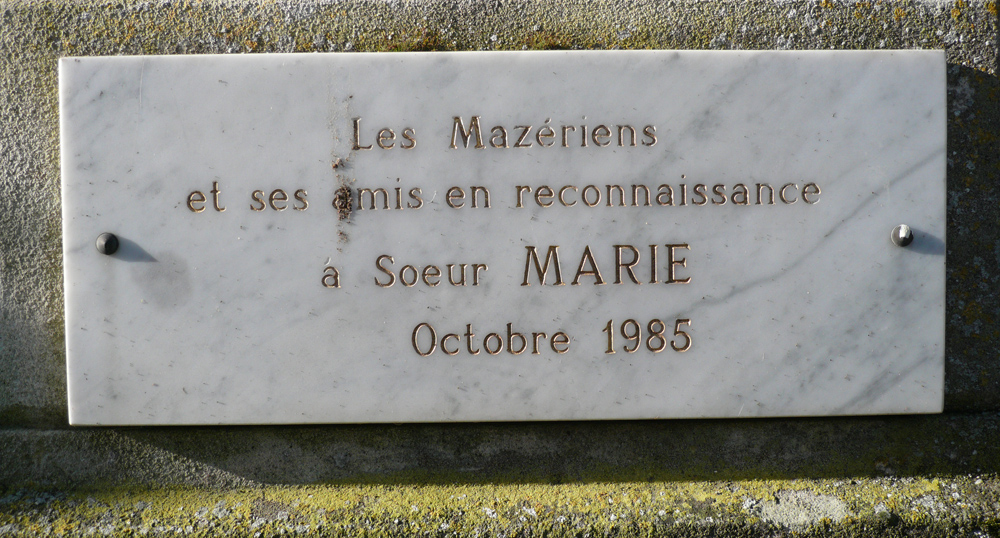 Les Mazériens
et ses amis en reconnaissance
á Soeur MARIE
Octobre 1985